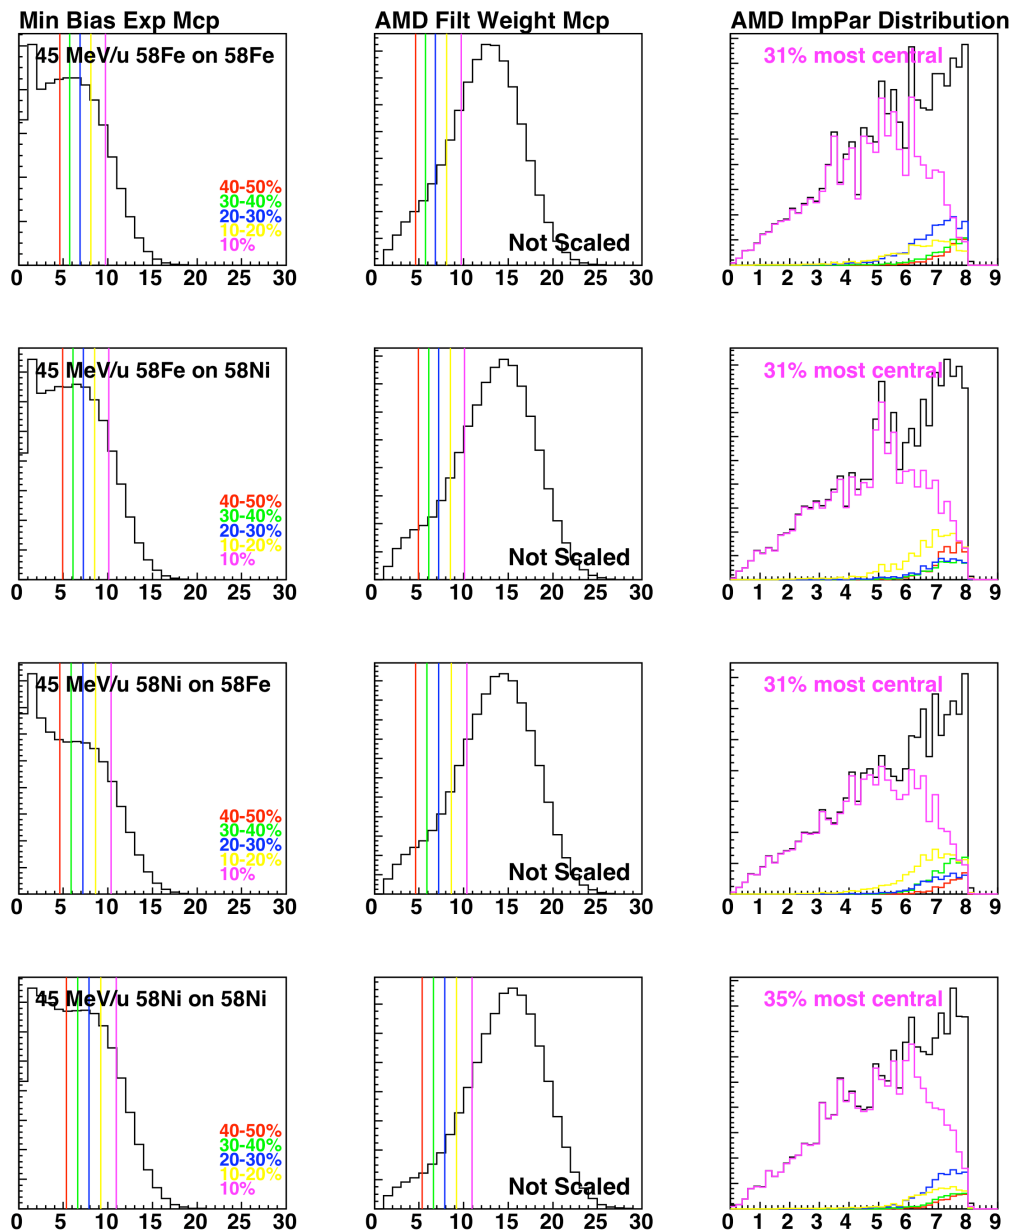 Min Bias Exp Mcp
AMD Filt Weight Mcp
AMD ImpPar Distribution
45 MeV/u 58Fe on 58Fe
40-50%
30-40%
20-30%
10-20%
10%
0 5 10 15 20 25 30
Not Scaled
0 5 10 15 20 25 30
31% most central
0 1 2 3 4 5 6 7 8 9
45 MeV/u 58Fe on 58Ni
40-50%
30-40%
20-30%
10-20%
10%
0 5 10 15 20 25 30
Not Scaled
0 5 10 15 20 25 30
31% most central
0 1 2 3 4 5 6 7 8 9
45 MeV/u 58Ni on 58Fe
40-50%
30-40%
20-30%
10-20%
10%
0 5 10 15 20 25 30
Not Scaled
0 5 10 15 20 25 30
31% most central
0 1 2 3 4 5 6 7 8 9
45 MeV/u 58Ni on 58Ni
40-50%
30-40%
20-30%
10-20%
10%
0 5 10 15 20 25 30
Not Scaled
0 5 10 15 20 25 30
35% most central
0 1 2 3 4 5 6 7 8 9